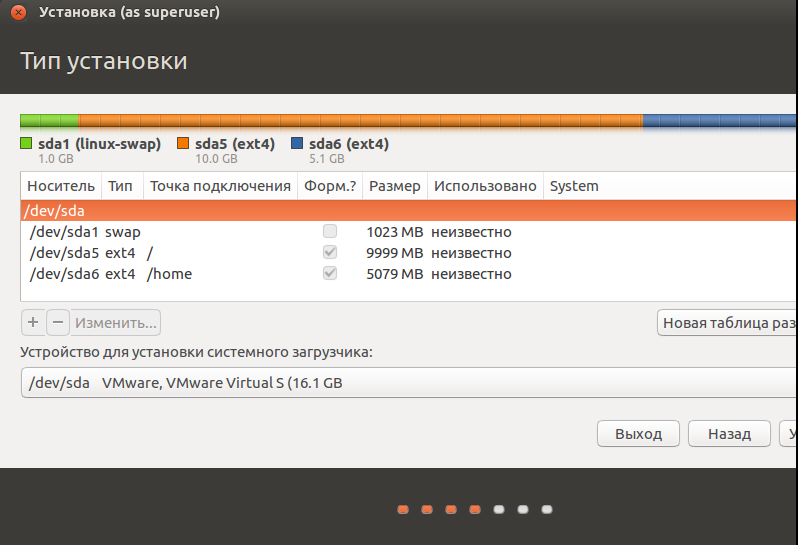 Установка (as superuser)
Тип установки
sda1 (linux-swap) sda5 (ext4) sda6 (ext4)
1.0 GB 10.0 GB 5.1 GB
Носитель Тип Точка подключения Форм.? Размер Использовано System
/dev/sda
/dev/sda1 swap 1023 MB неизвестно
/dev/sda5 ext4 / 9999 MB неизвестно
/dev/sda6 ext4 /home 5079 MB неизвестно
+ − Изменить... Новая таблица раз
Устройство для установки системного загрузчика:
/dev/sda VMware, VMware Virtual S (16.1 GB
Выход Назад У